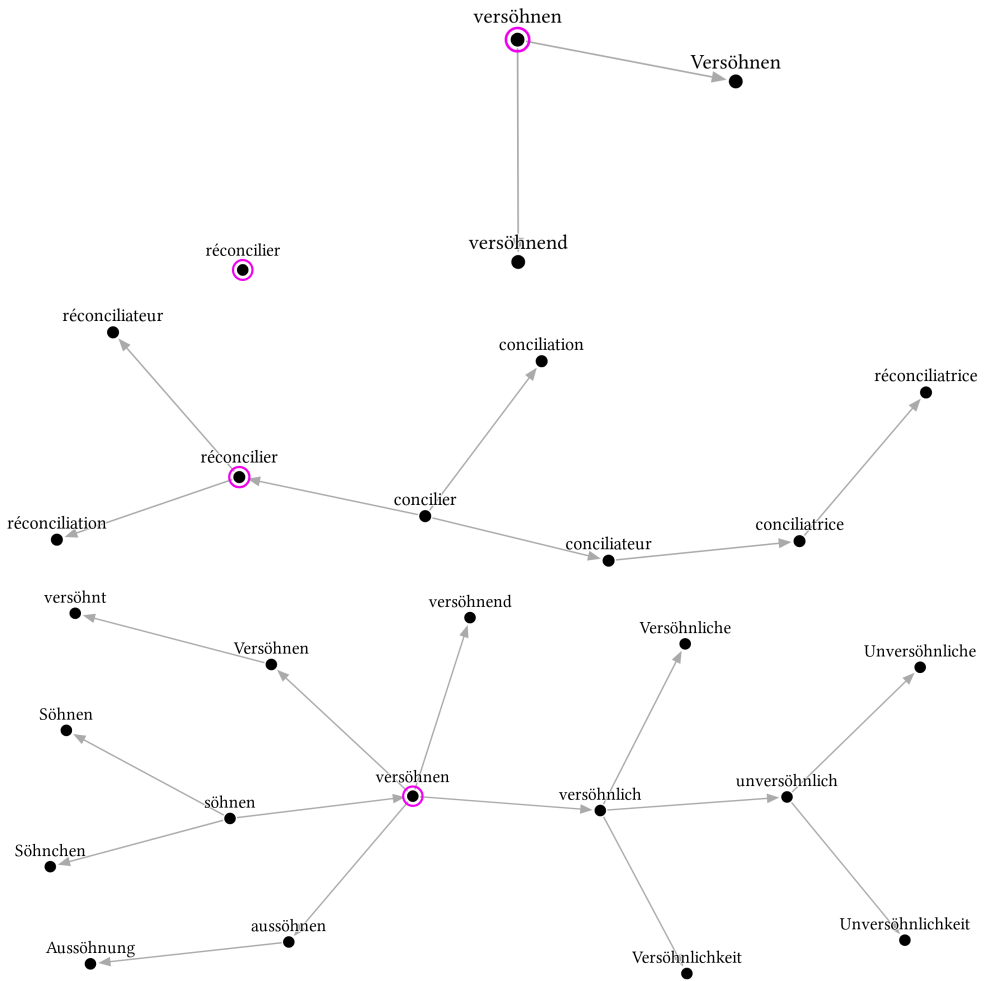 versöhnen
Versöhnen
versöhnend
réconcilier
réconciliateur
conciliation
réconciliatrice
réconcilier
concilier
réconciliation
conciliatrice
conciliateur
versöhnt
versöhnend
Versöhnliche
Versöhnen
Unversöhnliche
Söhnen
versöhnen
unversöhnlich
versöhnlich
söhnen
Söhnchen
Unversöhnlichkeit
aussöhnen
Aussöhnung
Versöhnlichkeit